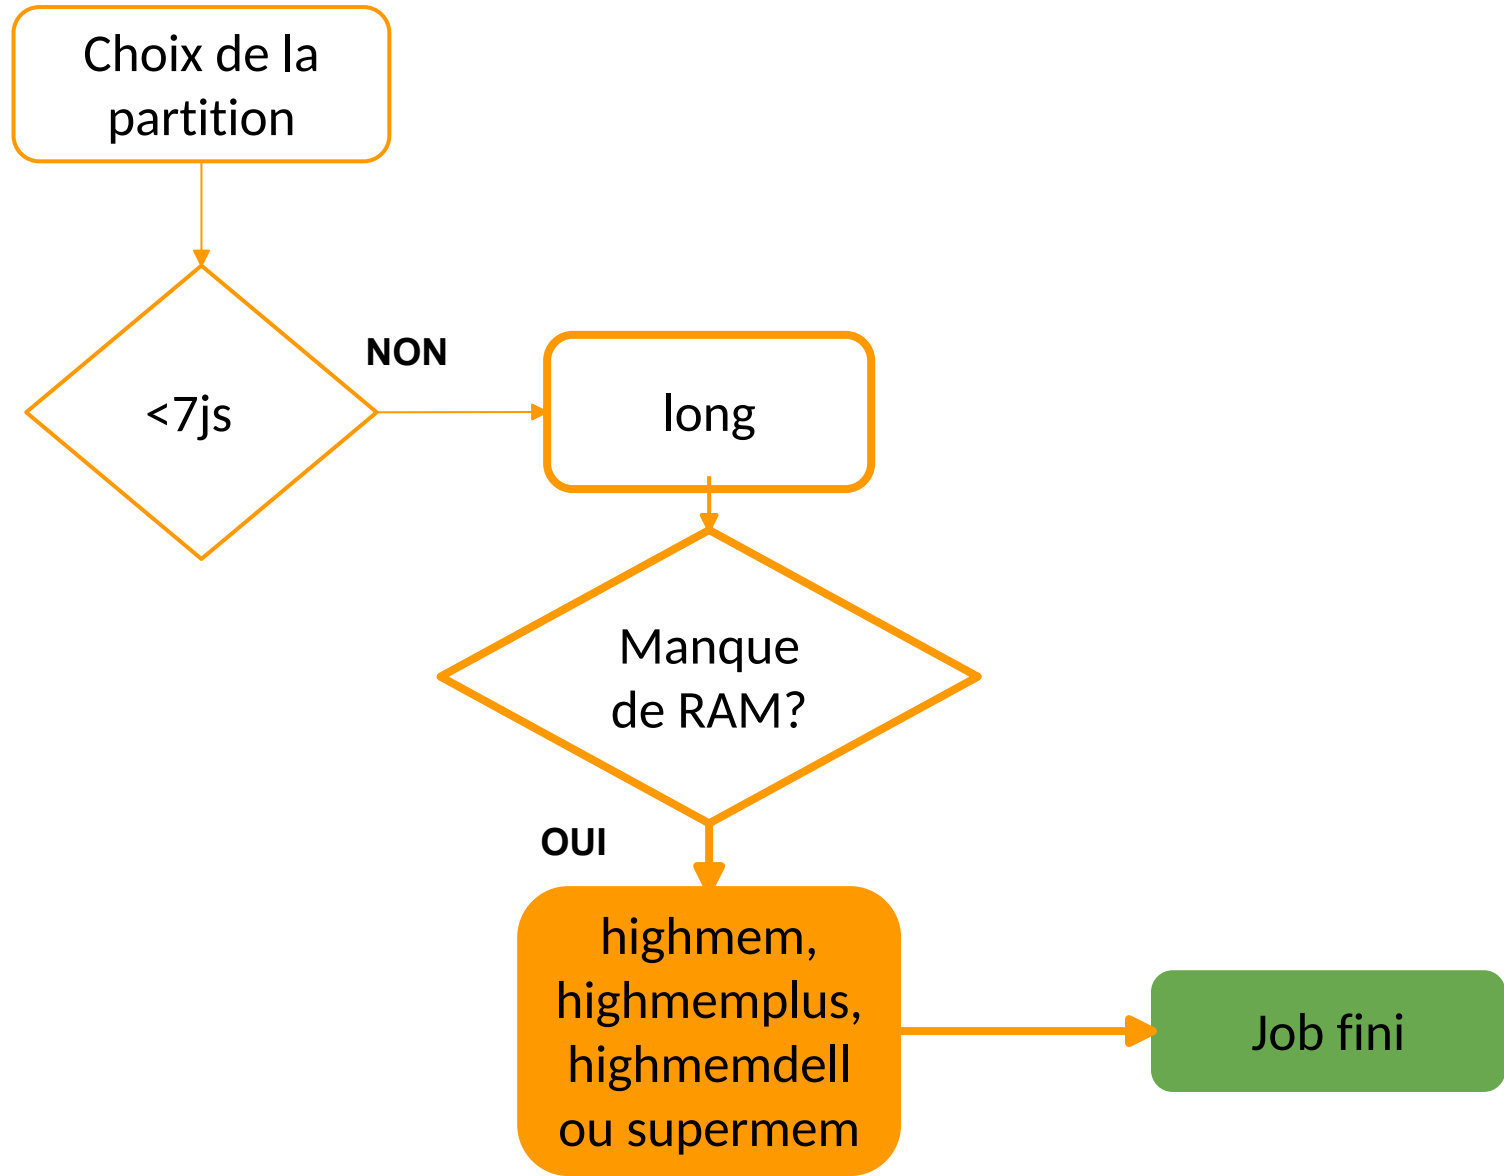 Choix de la
partition
<7js
NON
long
Manque
de RAM?
OUI
highmem,
highmemplus,
highmemdell
ou supermem
Job fini